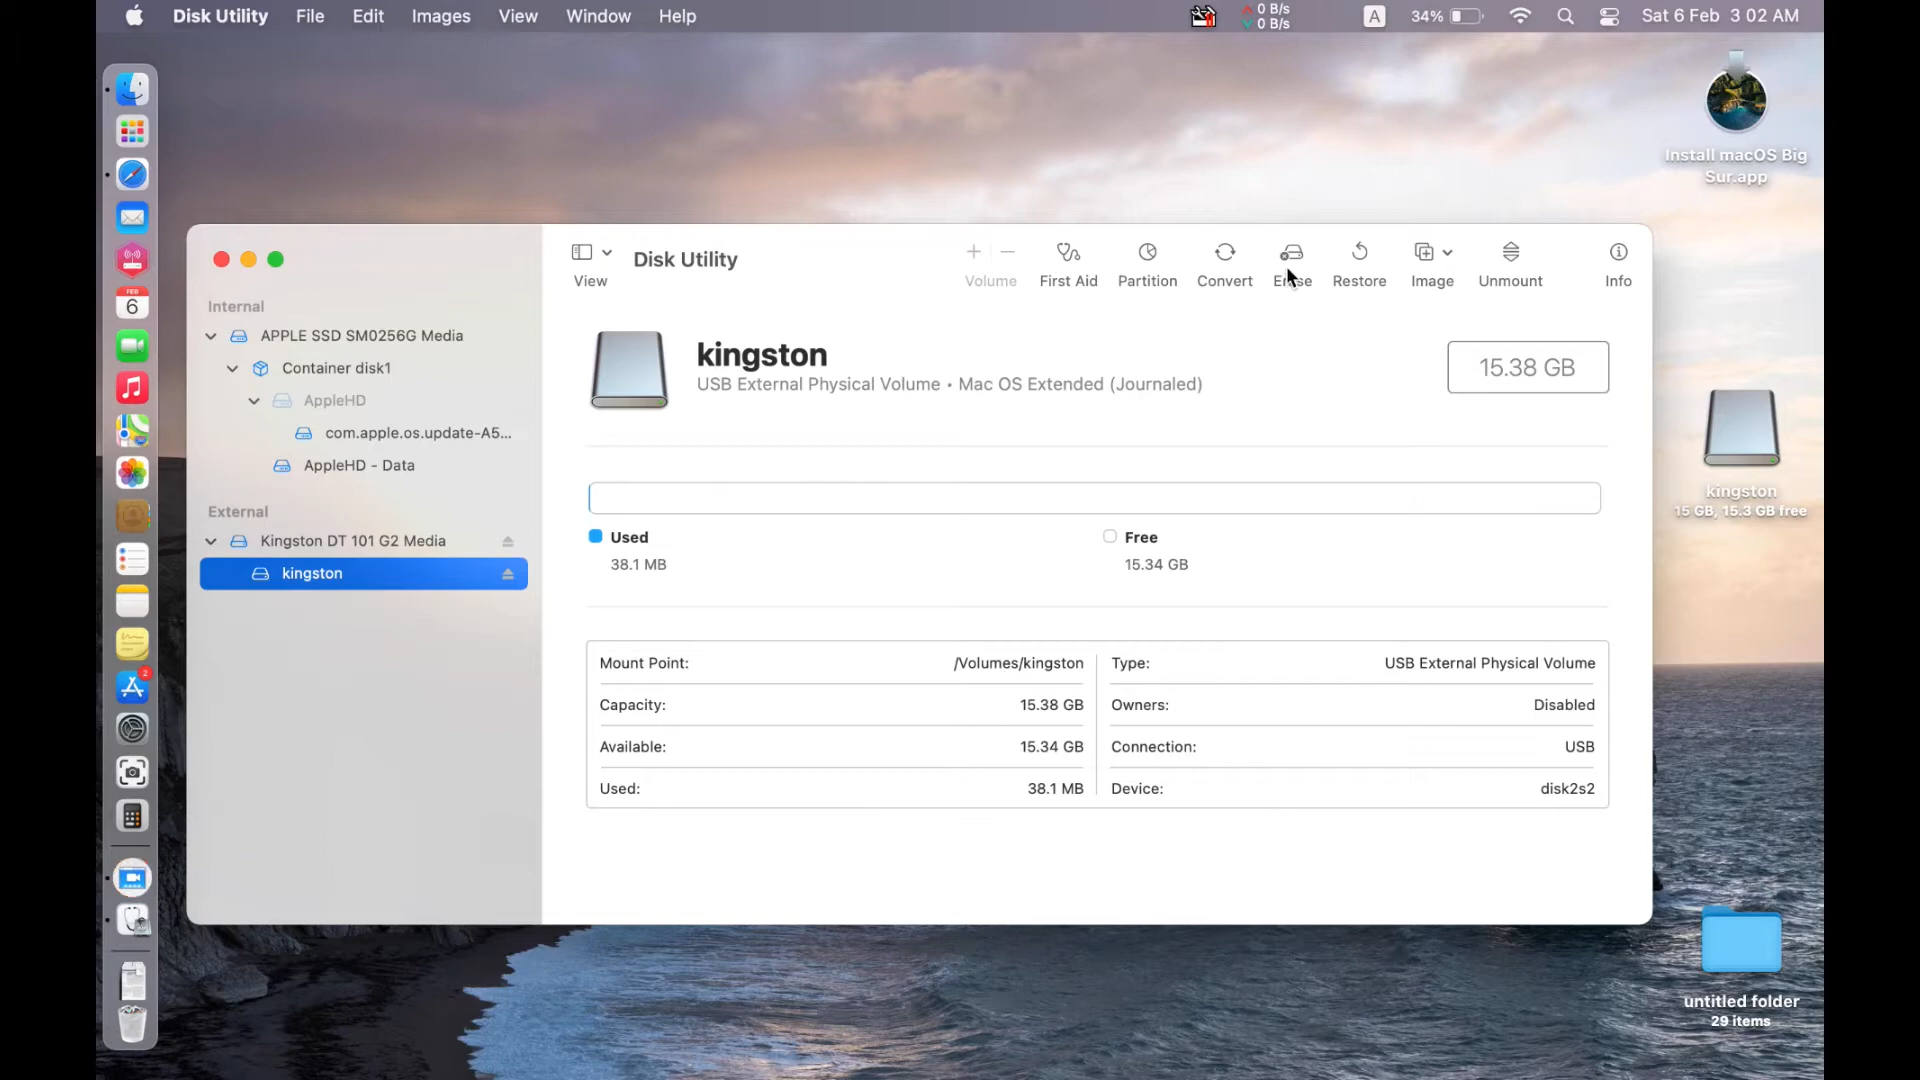 Disk Utility File Edit Images View Window Help
0 B/s
0 B/s
A 34% Sat 6 Feb 3:02 AM
Install macOS Big
Sur.app
Disk Utility
View Volume First Aid Partition Convert Erase Restore Image Unmount Info
Internal
APPLE SSD SM0256G Media
Container disk1
AppleHD
com.apple.os.update-A5...
AppleHD - Data
External
Kingston DT 101 G2 Media
kingston
kingston
USB External Physical Volume • Mac OS Extended (Journaled)
15.38 GB
Used
38.1 MB
Free
15.34 GB
Mount Point: /Volumes/kingston
Capacity: 15.38 GB
Available: 15.34 GB
Used: 38.1 MB
Type: USB External Physical Volume
Owners: Disabled
Connection: USB
Device: disk2s2
kingston
15 GB, 15.3 GB free
untitled folder
29 items
FEB
6
2